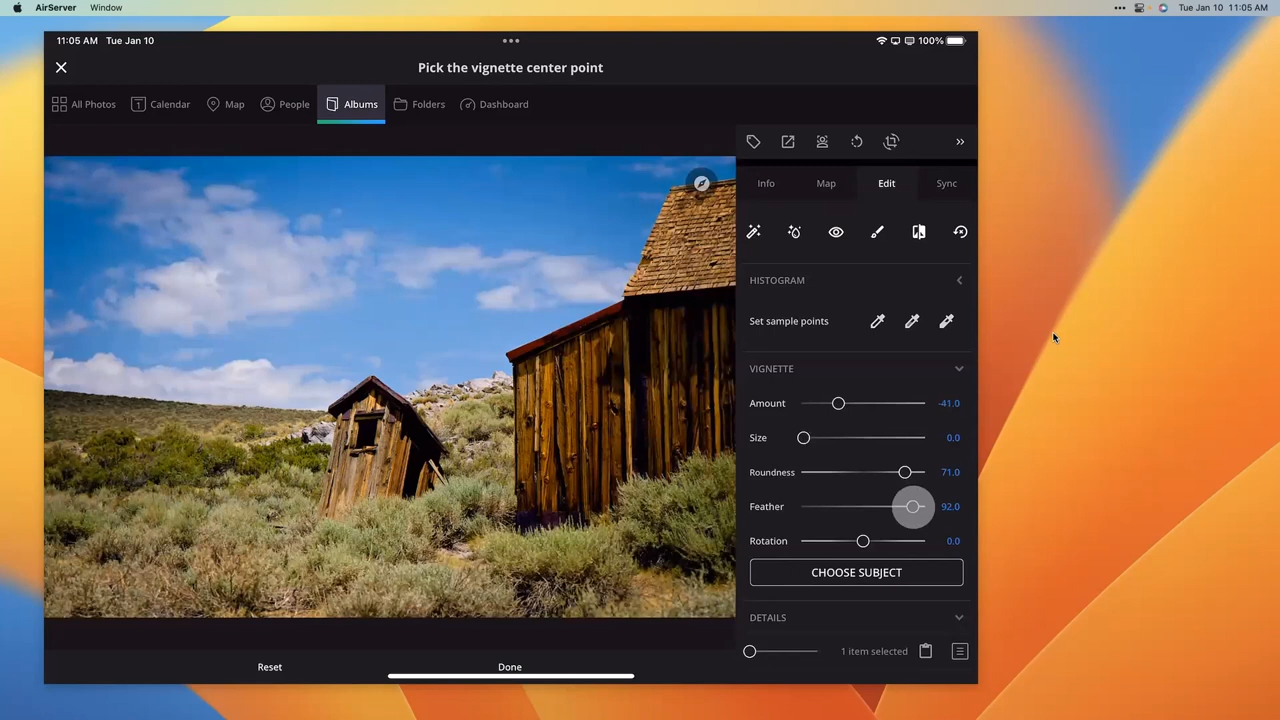 AirServer Window Tue Jan 10 11:05 AM
11:05 AM Tue Jan 10 100%
Pick the vignette center point
All Photos Calendar Map People Albums Folders Dashboard
Info Map Edit Sync
HISTOGRAM
Set sample points
VIGNETTE
Amount -41.0
Size 0.0
Roundness 71.0
Feather 92.0
Rotation 0.0
CHOOSE SUBJECT
DETAILS
1 item selected
Reset Done